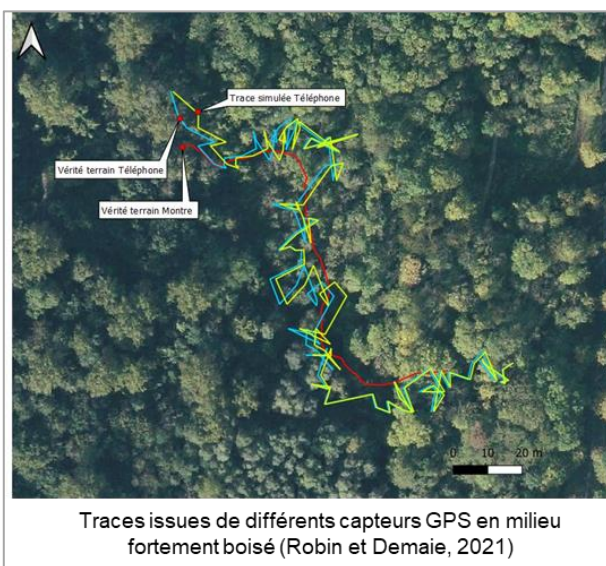 Trace simulée Téléphone
Vérité terrain Téléphone
Vérité terrain Montre
0 10 20 m
Traces issues de différents capteurs GPS en milieu
fortement boisé (Robin et Demaie, 2021)